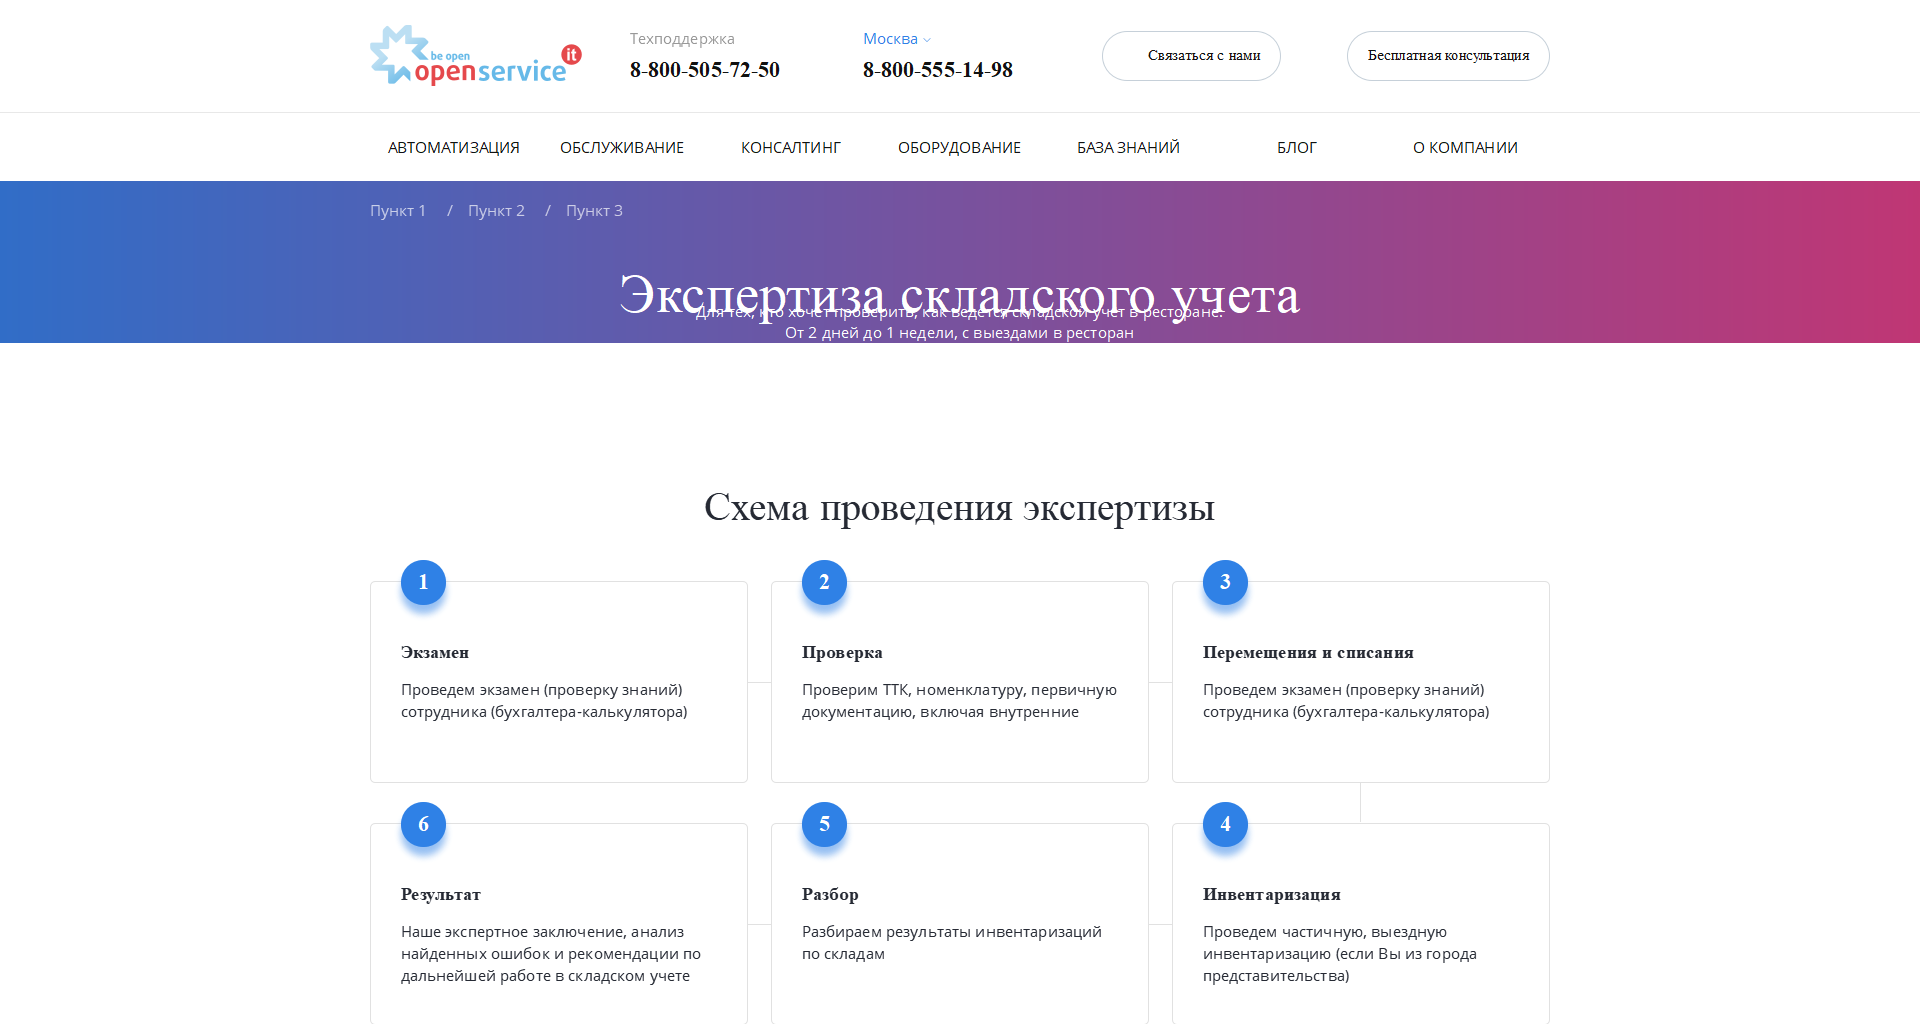 be open
openservice it
Техподдержка
8-800-505-72-50
Москва
8-800-555-14-98
Связаться с нами
Бесплатная консультация
АВТОМАТИЗАЦИЯ
ОБСЛУЖИВАНИЕ
КОНСАЛТИНГ
ОБОРУДОВАНИЕ
БАЗА ЗНАНИЙ
БЛОГ
О КОМПАНИИ
Пункт 1 / Пункт 2 / Пункт 3
Экспертиза складского учета
Для тех, кто хочет проверить, как ведется складской учет в ресторане.
От 2 дней до 1 недели, с выездами в ресторан
Схема проведения экспертизы
1
Экзамен
Проведем экзамен (проверку знаний)
сотрудника (бухгалтера-калькулятора)
2
Проверка
Проверим ТТК, номенклатуру, первичную
документацию, включая внутренние
3
Перемещения и списания
Проведем экзамен (проверку знаний)
сотрудника (бухгалтера-калькулятора)
6
Результат
Наше экспертное заключение, анализ
найденных ошибок и рекомендации по
дальнейшей работе в складском учете
5
Разбор
Разбираем результаты инвентаризаций
по складам
4
Инвентаризация
Проведем частичную, выездную
инвентаризацию (если Вы из города
представительства)